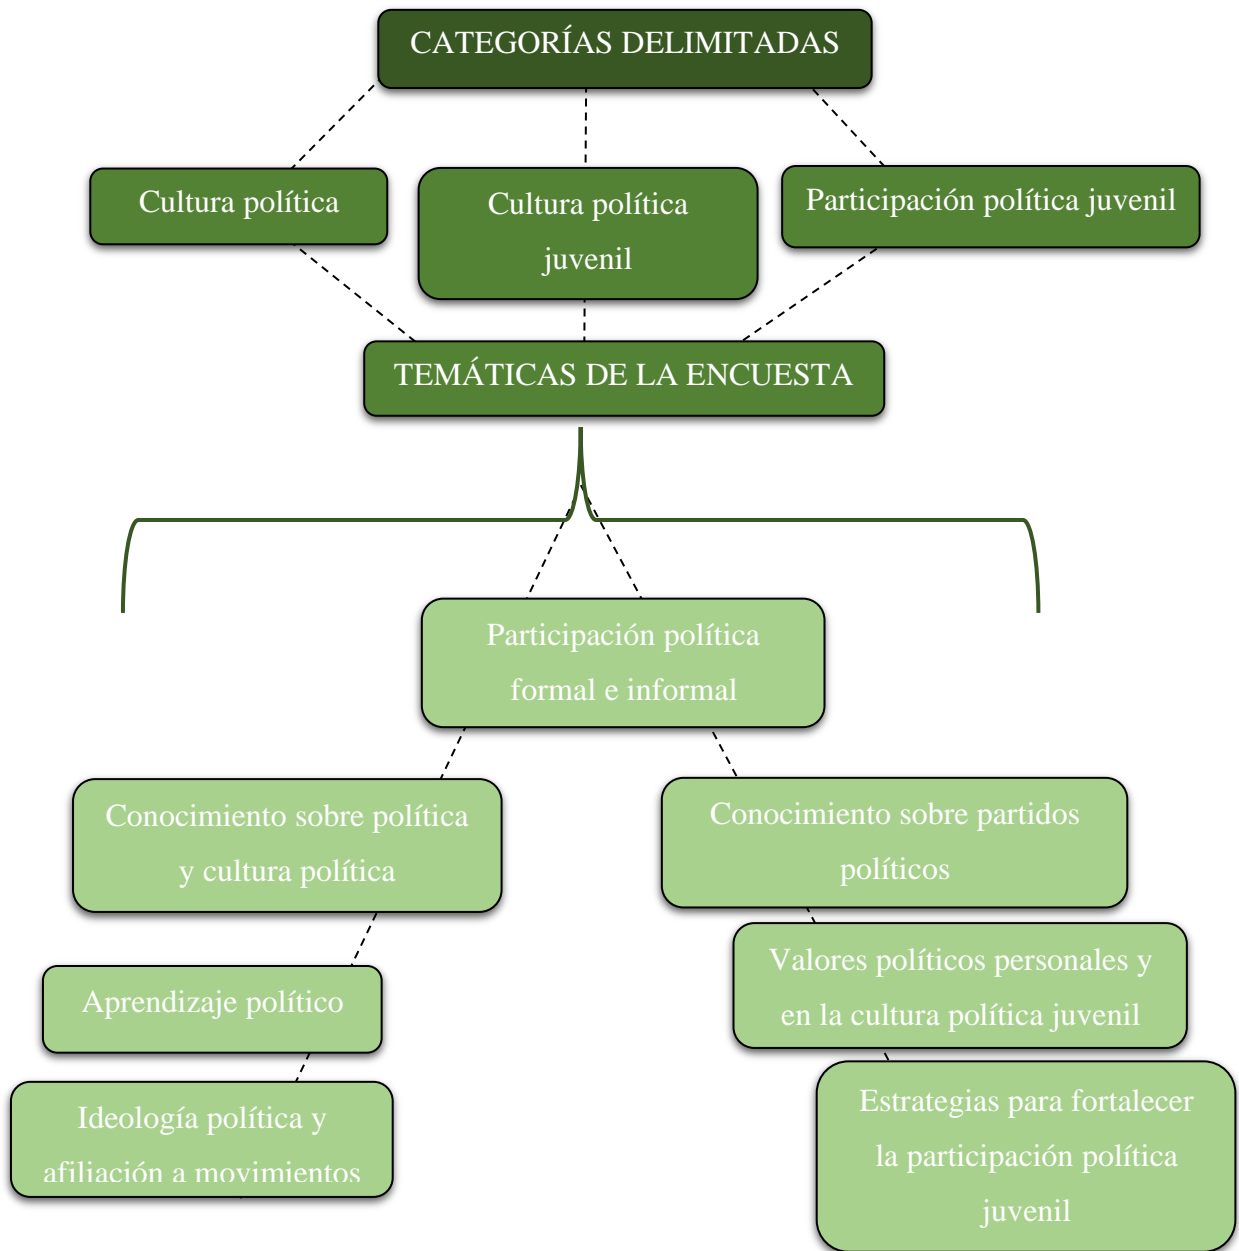 CATEGORÍAS DELIMITADAS
Cultura política
Cultura política
juvenil
Participación política juvenil
TEMÁTICAS DE LA ENCUESTA
Participación política
formal e informal
Conocimiento sobre política
y cultura política
Conocimiento sobre partidos
políticos
Aprendizaje político
Valores políticos personales y
en la cultura política juvenil
Ideología política y
afiliación a movimientos
Estrategias para fortalecer
la participación política
juvenil